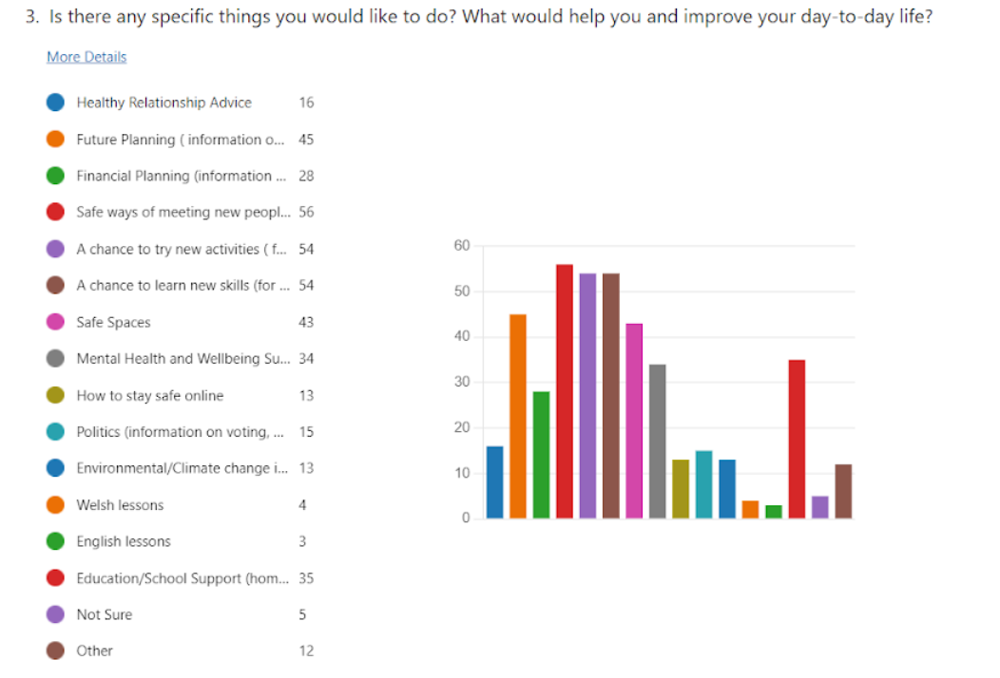 3. Is there any specific things you would like to do? What would help you and improve your day-to-day life?
More Details
Healthy Relationship Advice 16
Future Planning ( information o... 45
Financial Planning (information ... 28
Safe ways of meeting new peopl... 56
A chance to try new activities ( f... 54
A chance to learn new skills (for ... 54
Safe Spaces 43
Mental Health and Wellbeing Su... 34
How to stay safe online 13
Politics (information on voting, ... 15
Environmental/Climate change i... 13
Welsh lessons 4
English lessons 3
Education/School Support (hom... 35
Not Sure 5
Other 12
60
50
40
30
20
10
0